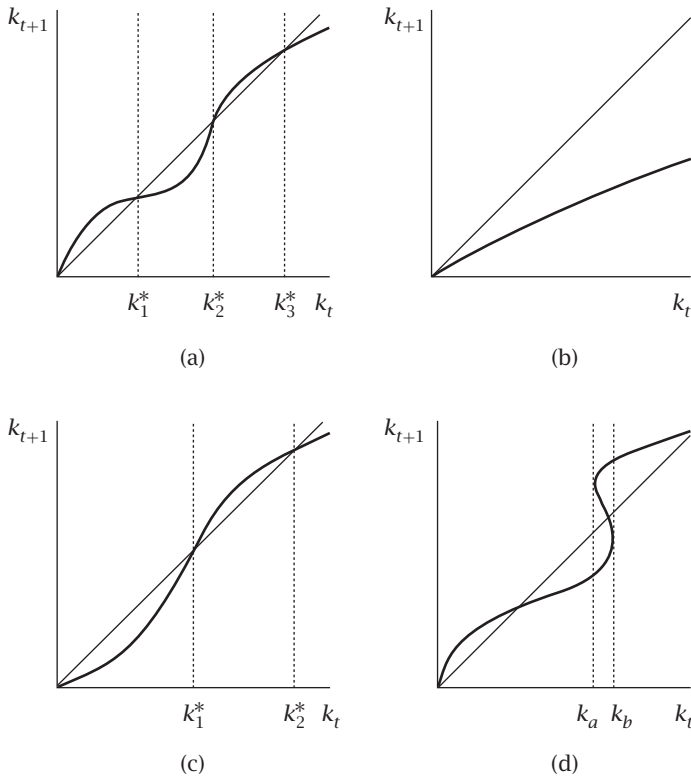 k_{t+1}
k_1^* k_2^* k_3^* k_t
(a)
k_{t+1}
k_t
(b)
k_{t+1}
k_1^* k_2^* k_t
(c)
k_{t+1}
k_a k_b k_t
(d)